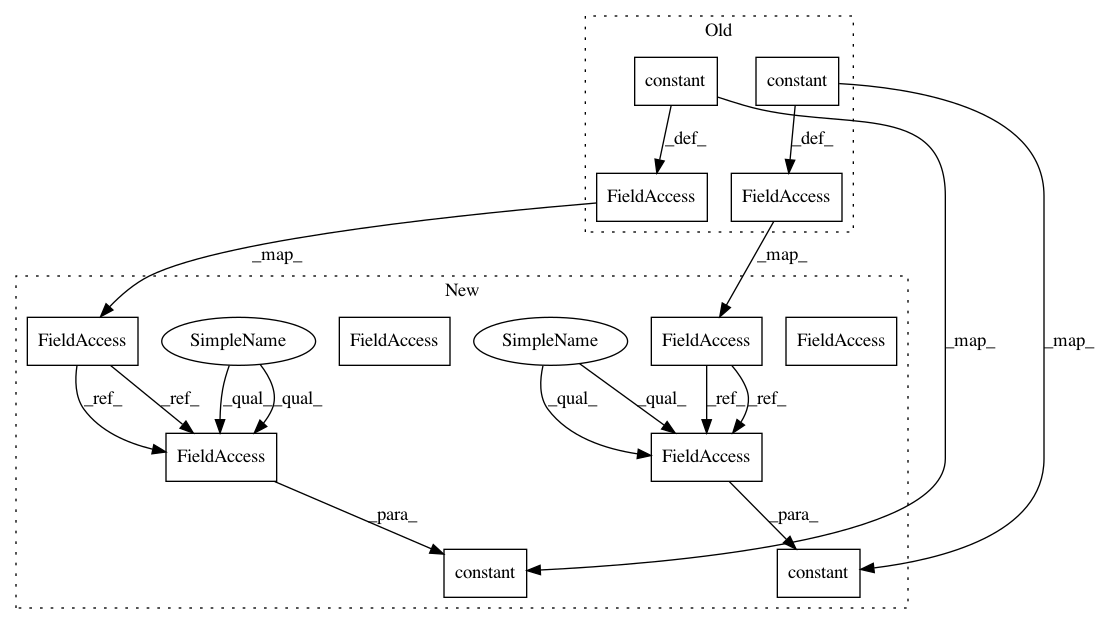 Old
constant
constant
_def_
_def_
FieldAccess
FieldAccess
_map_
_map_
New
FieldAccess
SimpleName
FieldAccess
SimpleName
FieldAccess
FieldAccess
_map_
_map_
_ref_
_ref_
_qual_
_qual_
_qual_
_qual_
_ref_
_ref_
FieldAccess
FieldAccess
_para_
_para_
constant
constant